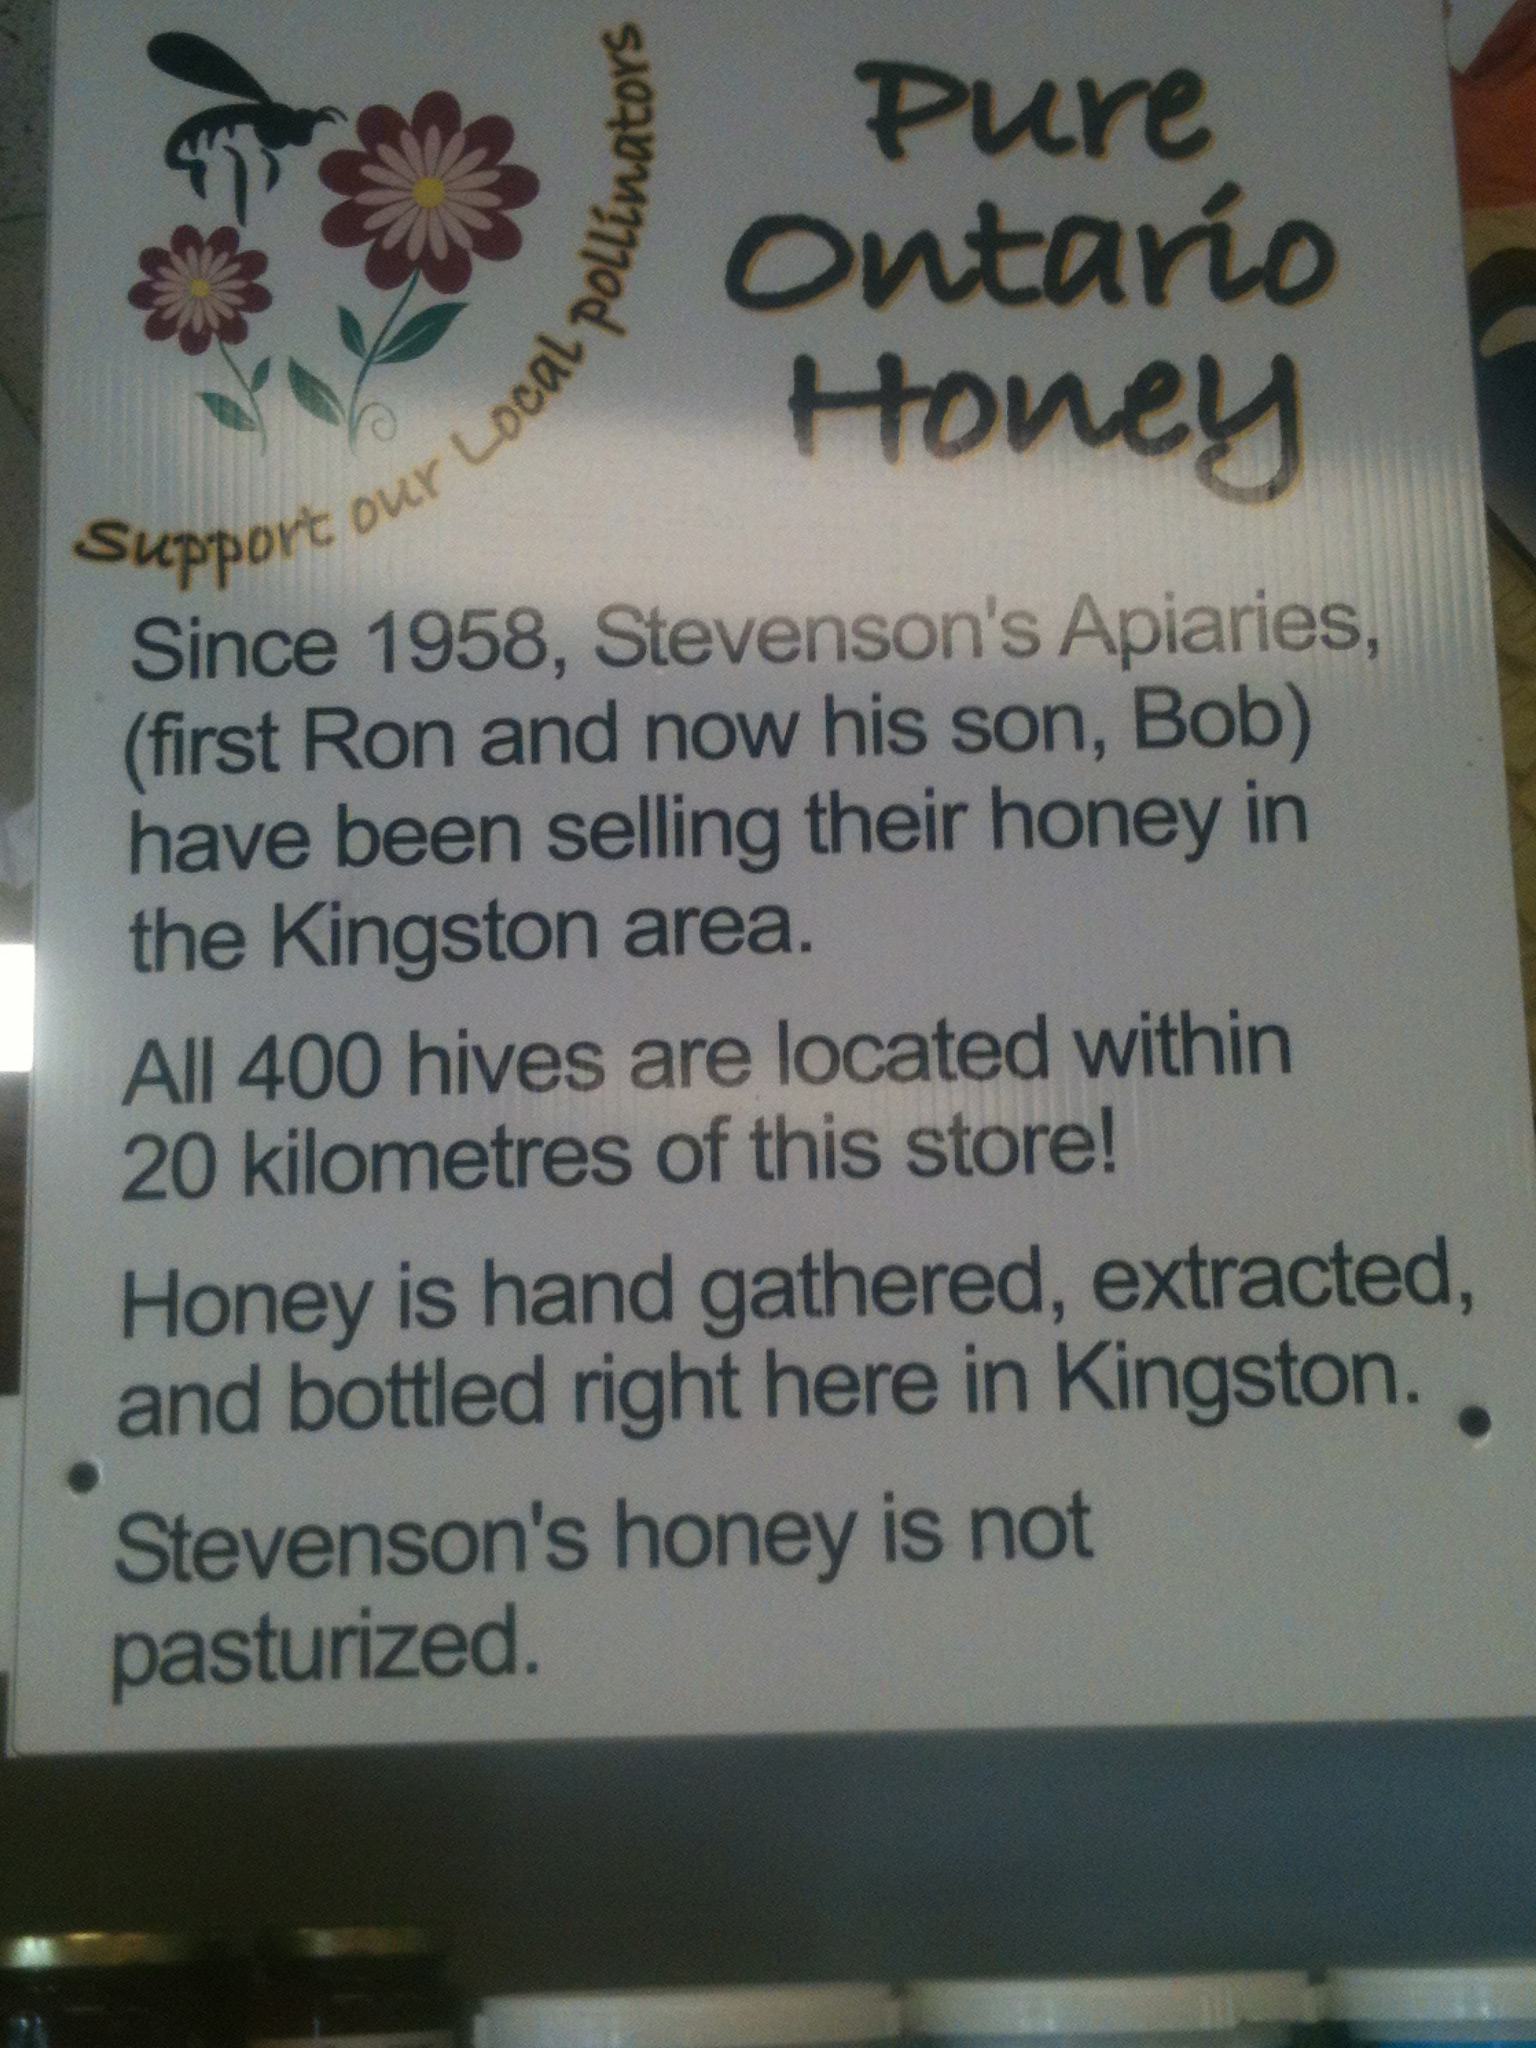 Support our Local pollinators
Pure
Ontario
Honey
Since 1958, Stevenson's Apiaries,
(first Ron and now his son, Bob)
have been selling their honey in
the Kingston area.
All 400 hives are located within
20 kilometres of this store!
Honey is hand gathered, extracted,
and bottled right here in Kingston.
Stevenson's honey is not
pasturized.